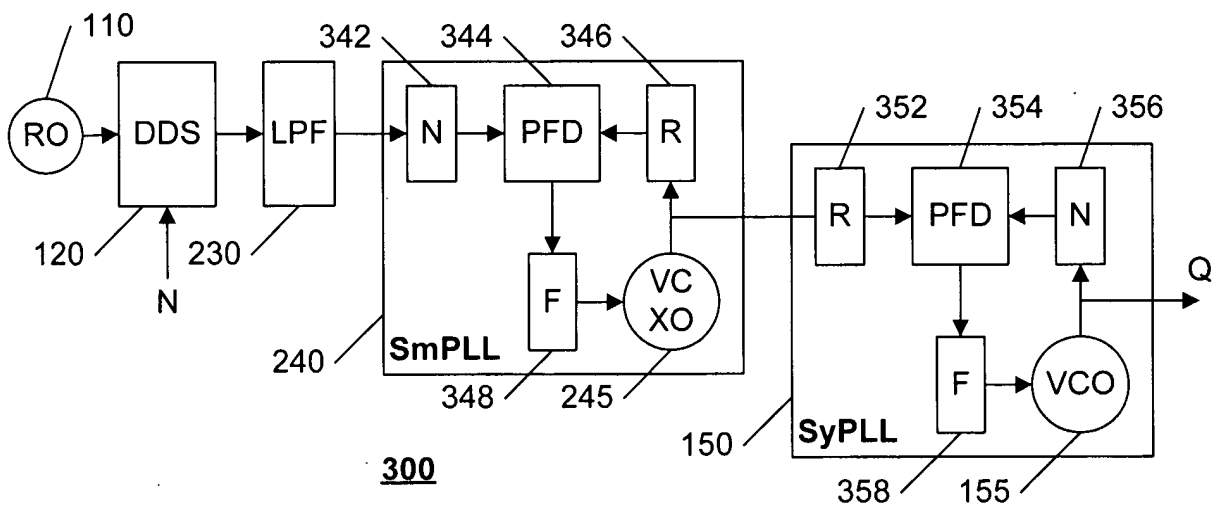 110
342
344
346
352
354
356
RO
DDS
LPF
N
PFD
R
R
PFD
N
120
230
N
F
VC
XO
Q
240
SmPLL
348
245
F
VCO
150
SyPLL
300
358
155